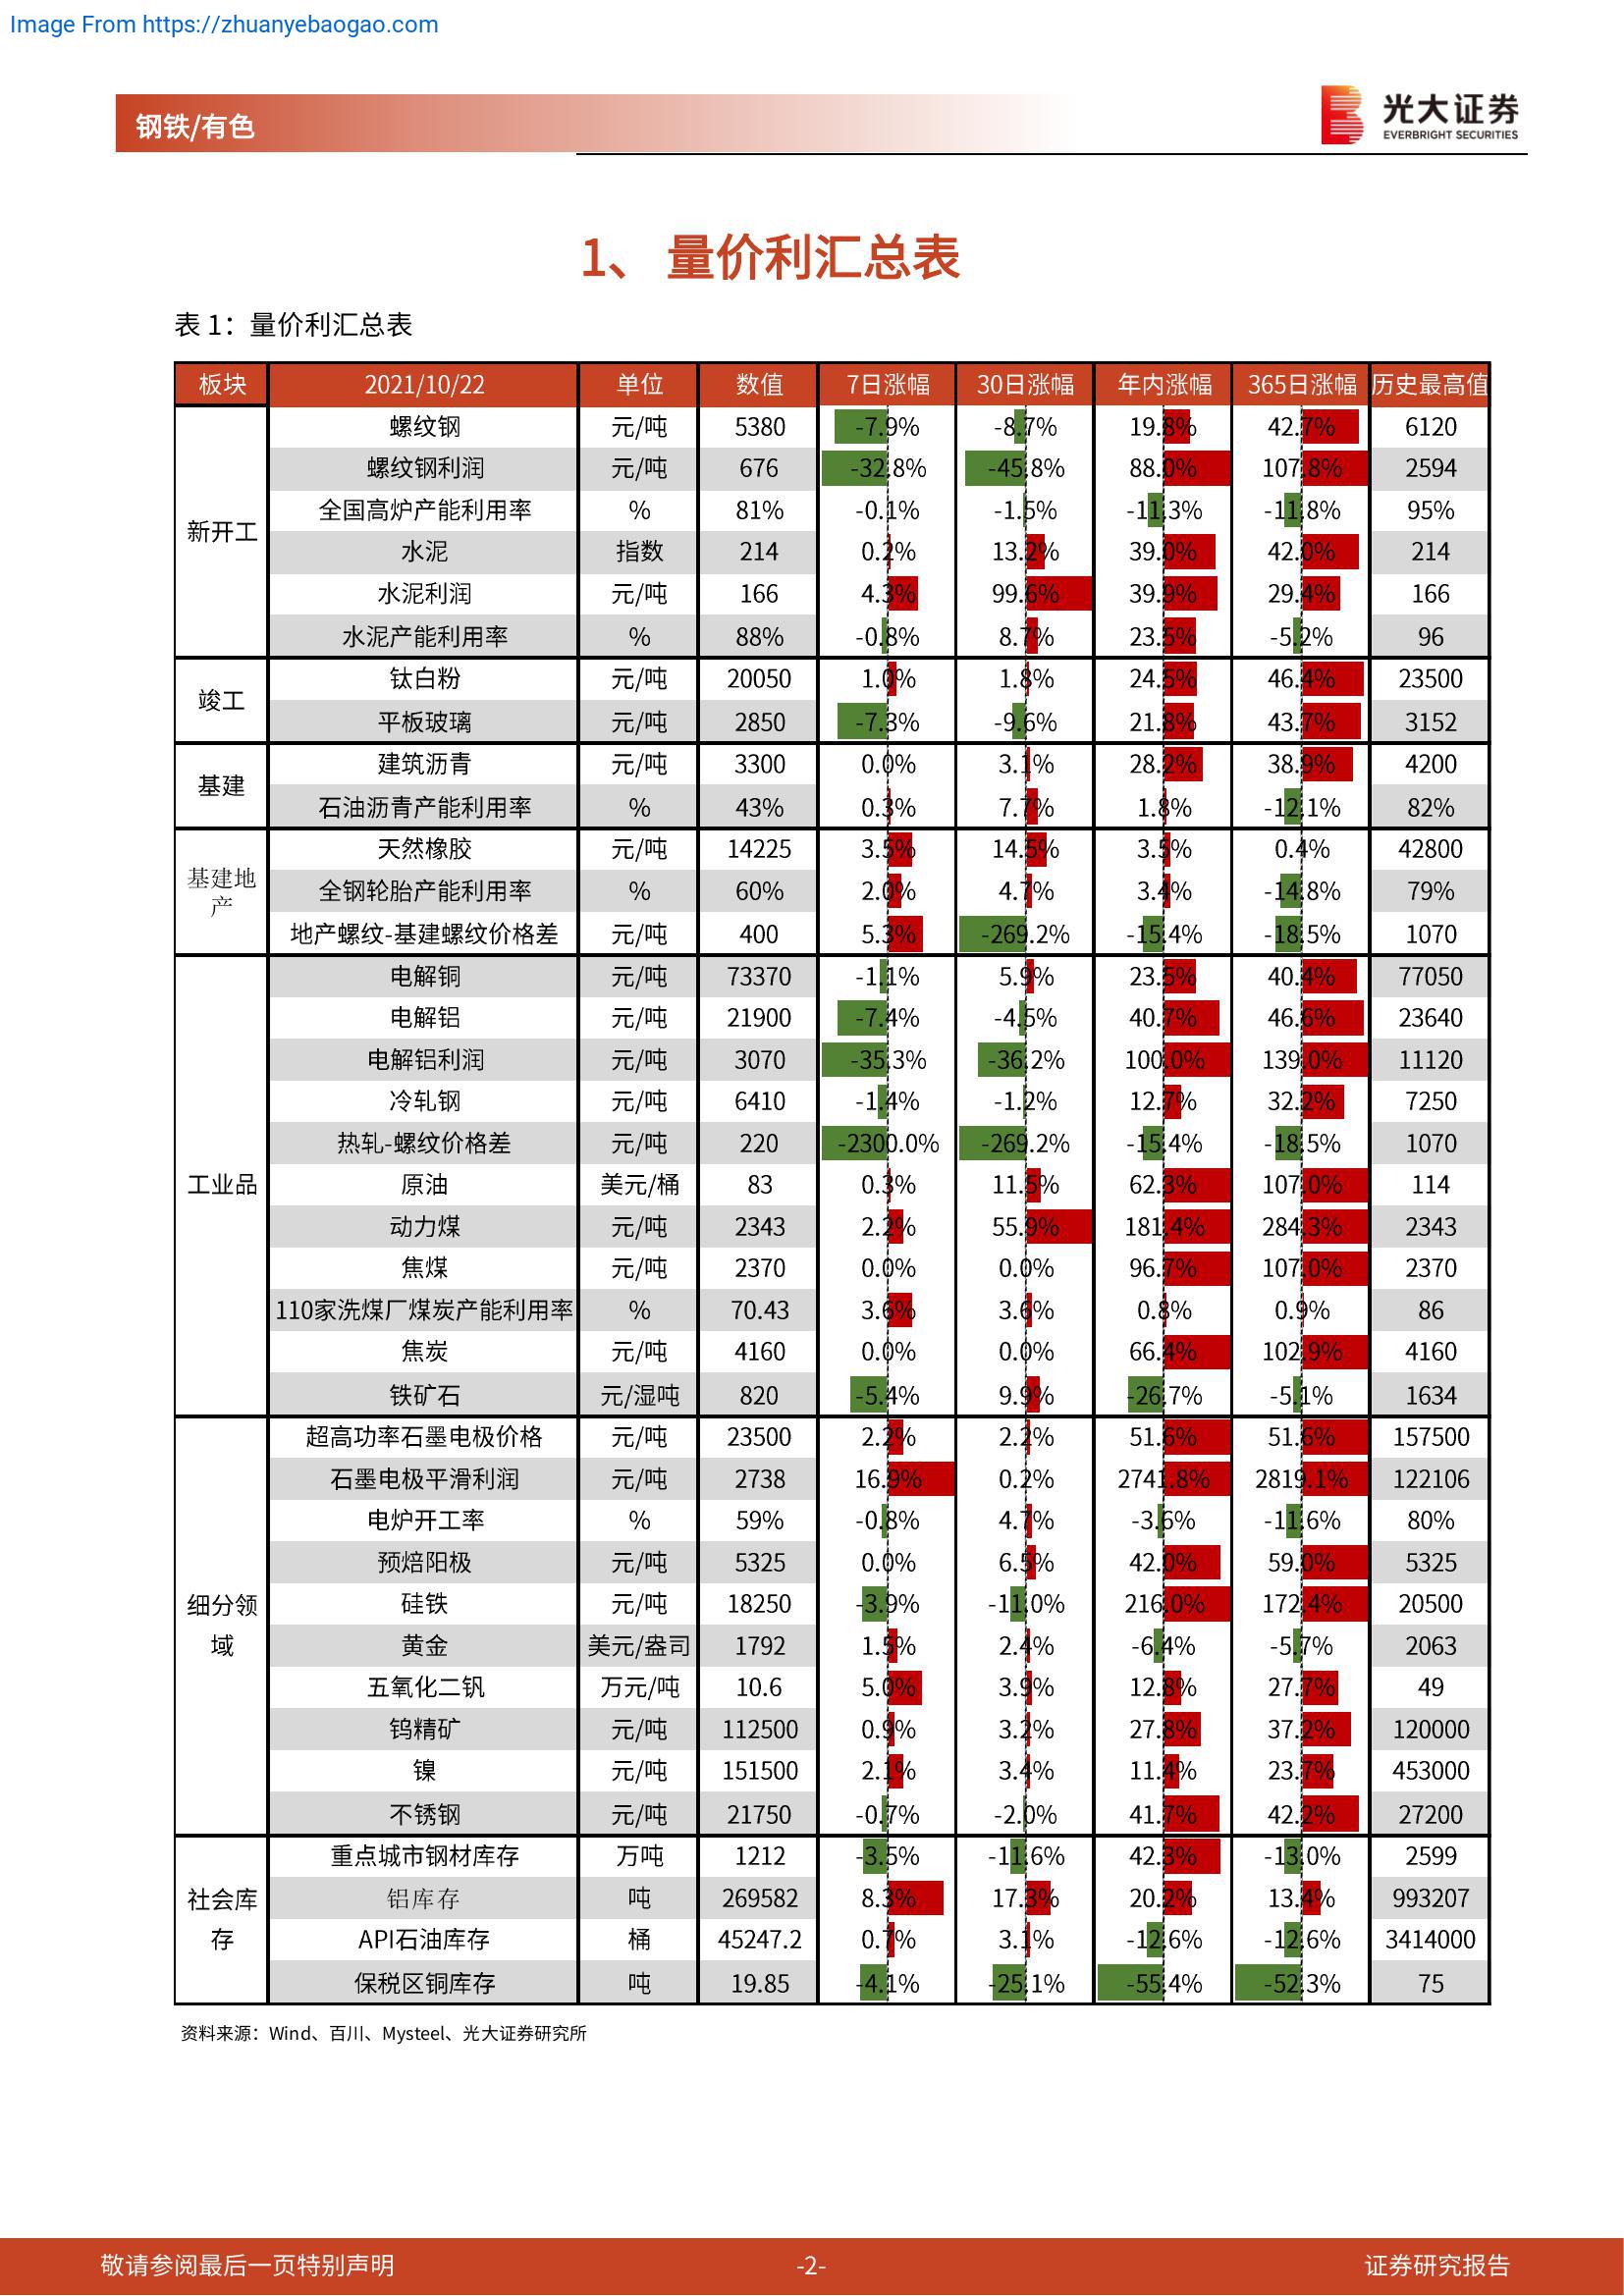 Image From https://zhuanyebaogao.com
钢铁/有色
光大证券
EVERBRIGHT SECURITIES
1、 量价利汇总表
表 1：量价利汇总表
板块 2021/10/22 单位 数值 7日涨幅 30日涨幅 年内涨幅 365日涨幅 历史最高值
新开工
螺纹钢 元/吨 5380 -7.9% -8.7% 19.8% 42.7% 6120
螺纹钢利润 元/吨 676 -32.8% -45.8% 88.0% 107.8% 2594
全国高炉产能利用率 % 81% -0.1% -1.5% -11.3% -11.8% 95%
水泥 指数 214 0.2% 13.2% 39.0% 42.0% 214
水泥利润 元/吨 166 4.3% 99.6% 39.9% 29.4% 166
水泥产能利用率 % 88% -0.8% 8.7% 23.5% -5.2% 96
竣工
钛白粉 元/吨 20050 1.0% 1.8% 24.5% 46.4% 23500
平板玻璃 元/吨 2850 -7.3% -9.6% 21.8% 43.7% 3152
基建
建筑沥青 元/吨 3300 0.0% 3.1% 28.2% 38.9% 4200
石油沥青产能利用率 % 43% 0.3% 7.7% 1.8% -12.1% 82%
基建地
产
天然橡胶 元/吨 14225 3.5% 14.5% 3.5% 0.4% 42800
全钢轮胎产能利用率 % 60% 2.0% 4.7% 3.4% -14.8% 79%
地产螺纹-基建螺纹价格差 元/吨 400 5.3% -269.2% -15.4% -18.5% 1070
工业品
电解铜 元/吨 73370 -1.1% 5.9% 23.5% 40.4% 77050
电解铝 元/吨 21900 -7.4% -4.5% 40.7% 46.6% 23640
电解铝利润 元/吨 3070 -35.3% -36.2% 100.0% 139.0% 11120
冷轧钢 元/吨 6410 -1.4% -1.2% 12.7% 32.2% 7250
热轧-螺纹价格差 元/吨 220 -2300.0% -269.2% -15.4% -18.5% 1070
原油 美元/桶 83 0.3% 11.5% 62.3% 107.0% 114
动力煤 元/吨 2343 2.2% 55.9% 181.4% 284.3% 2343
焦煤 元/吨 2370 0.0% 0.0% 96.7% 107.0% 2370
110家洗煤厂煤炭产能利用率 % 70.43 3.6% 3.6% 0.8% 0.9% 86
焦炭 元/吨 4160 0.0% 0.0% 66.4% 102.9% 4160
铁矿石 元/湿吨 820 -5.4% 9.9% -26.7% -5.1% 1634
细分领
域
超高功率石墨电极价格 元/吨 23500 2.2% 2.2% 51.6% 51.6% 157500
石墨电极平滑利润 元/吨 2738 16.9% 0.2% 2741.8% 2819.1% 122106
电炉开工率 % 59% -0.8% 4.7% -3.6% -11.6% 80%
预焙阳极 元/吨 5325 0.0% 6.5% 42.0% 59.0% 5325
硅铁 元/吨 18250 -3.9% -11.0% 216.0% 172.4% 20500
黄金 美元/盎司 1792 1.5% 2.4% -6.4% -5.7% 2063
五氧化二钒 万元/吨 10.6 5.0% 3.9% 12.8% 27.7% 49
钨精矿 元/吨 112500 0.9% 3.2% 27.8% 37.2% 120000
镍 元/吨 151500 2.1% 3.4% 11.4% 23.7% 453000
不锈钢 元/吨 21750 -0.7% -2.0% 41.7% 42.2% 27200
社会库
存
重点城市钢材库存 万吨 1212 -3.5% -11.6% 42.3% -13.0% 2599
铝库存 吨 269582 8.3% 17.3% 20.2% 13.4% 993207
API石油库存 桶 45247.2 0.7% 3.1% -12.6% -12.6% 3414000
保税区铜库存 吨 19.85 -4.1% -25.1% -55.4% -52.3% 75
资料来源：Wind、百川、Mysteel、光大证券研究所
敬请参阅最后一页特别声明 -2- 证券研究报告